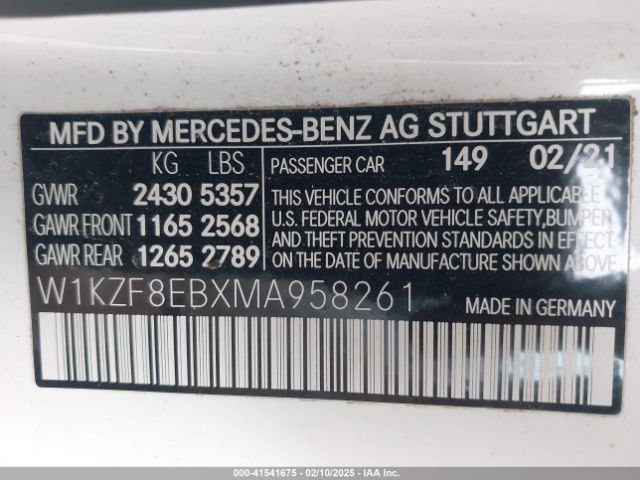 MFD BY MERCEDES-BENZ AG STUTTGART
KG LBS PASSENGER CAR 149 02/21
GVWR 2430 5357
GAWR FRONT 1165 2568
GAWR REAR 1265 2789
THIS VEHICLE CONFORMS TO ALL APPLICABLE
U.S. FEDERAL MOTOR VEHICLE SAFETY, BUMPER
AND THEFT PREVENTION STANDARDS IN EFFECT
ON THE DATE OF MANUFACTURE SHOWN ABOVE.
W1KZF8EBXMA958261 MADE IN GERMANY
000-41541675 - 02/10/2025 - IAA Inc.